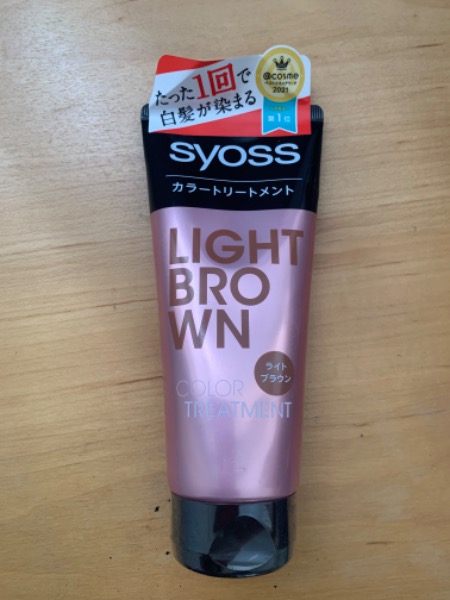 たった1回で
白髪が染まる
@cosme
2021
第1位
syoss
カラートリートメント
LIGHT
BRO
WN
ライト
ブラウン
COLOR
TREATMENT